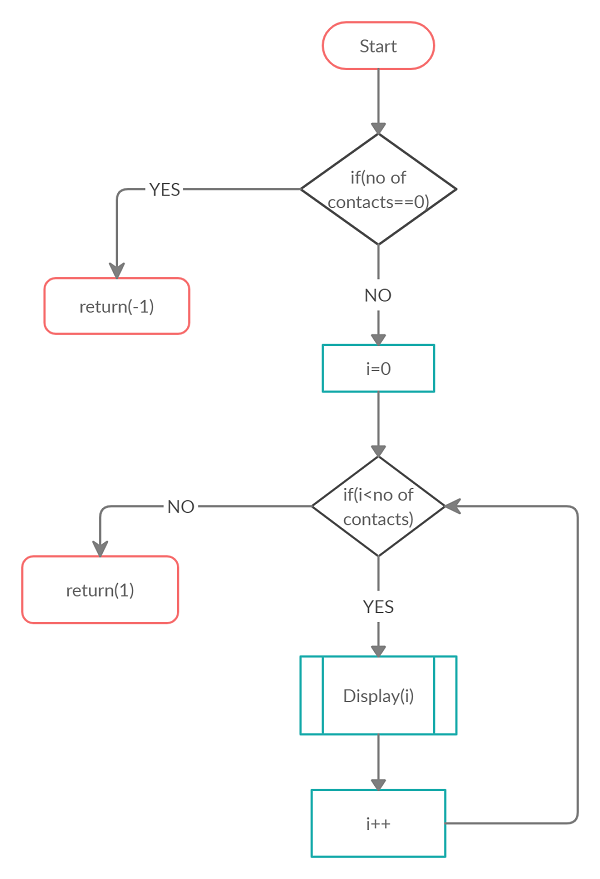 Start
if(no of
contacts==0)
YES
return(-1)
NO
i=0
if(i<no of
contacts)
NO
return(1)
YES
Display(i)
i++